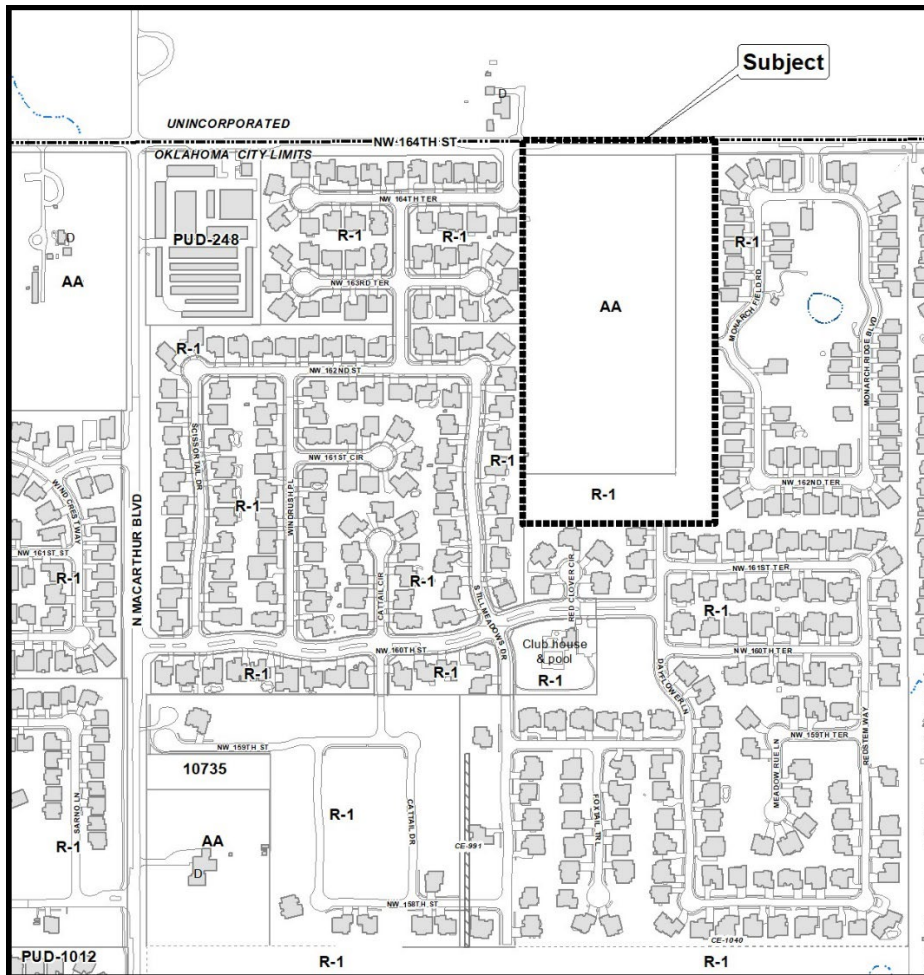 Subject
D
UNINCORPORATED
NW 164TH ST
OKLAHOMA CITY LIMITS
NW 164TH TER
PUD-248
R-1
R-1
R-1
D
AA
NW 163RD TER
AA
MONARCH FIELD RD
MONARCH RIDGE BLVD
R-1
NW 162ND ST
SCISSORTAIL DR
WINDRUSH PL
NW 161ST CIR
R-1
R-1
R-1
NW 162ND TER
WIND CREST WAY
N MACARTHUR BLVD
NW 161ST ST
R-1
CATTAIL CIR
R-1
STILL MEADOWS DR
RED CLOVER CIR
NW 161ST TER
R-1
NW 160TH ST
Club house
& pool
R-1
R-1
R-1
NW 160TH TER
DAYFLOWER LN
NW 159TH ST
NW 159TH TER
REDSTEM WAY
MEADOW RUE LN
10735
SARNO LN
R-1
R-1
CATTAIL DR
FOXTAIL TRL
AA
D
CE-991
NW 158TH ST
CE-1040
PUD-1012
R-1
R-1